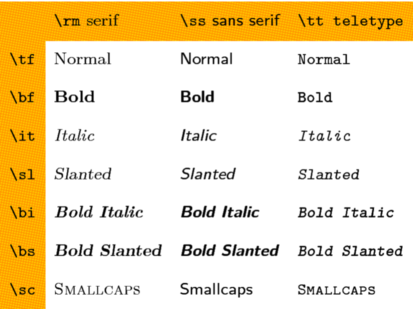 \rm serif \ss sans serif \tt teletype
\tf Normal Normal Normal
\bf Bold Bold Bold
\it Italic Italic Italic
\sl Slanted Slanted Slanted
\bi Bold Italic Bold Italic Bold Italic
\bs Bold Slanted Bold Slanted Bold Slanted
\sc Smallcaps Smallcaps Smallcaps